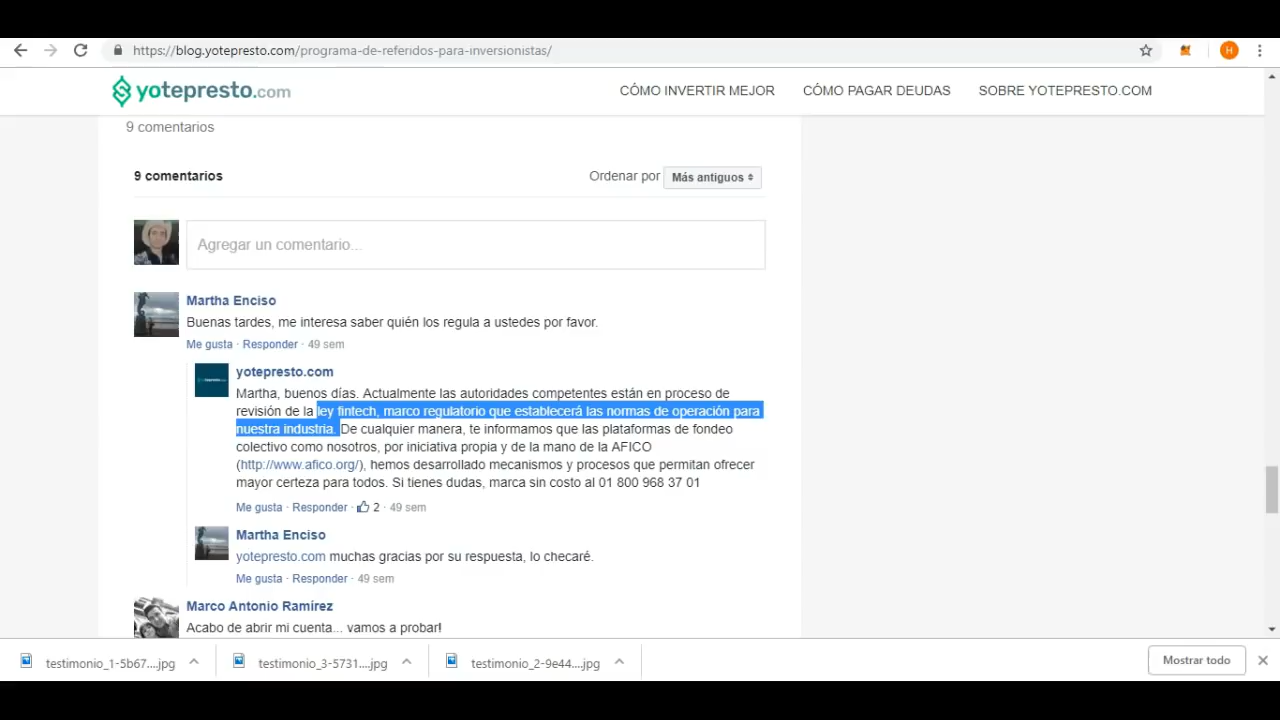 https://blog.yotepresto.com/programa-de-referidos-para-inversionistas/
H
yotepresto.com
CÓMO INVERTIR MEJOR
CÓMO PAGAR DEUDAS
SOBRE YOTEPRESTO.COM
9 comentarios
9 comentarios
Ordenar por Más antiguos
Agregar un comentario...
Martha Enciso
Buenas tardes, me interesa saber quién los regula a ustedes por favor.
Me gusta · Responder · 49 sem
yotepresto.com
Martha, buenos días. Actualmente las autoridades competentes están en proceso de
revisión de la ley fintech, marco regulatorio que establecerá las normas de operación para
nuestra industria. De cualquier manera, te informamos que las plataformas de fondeo
colectivo como nosotros, por iniciativa propia y de la mano de la AFICO
(http://www.afico.org/), hemos desarrollado mecanismos y procesos que permitan ofrecer
mayor certeza para todos. Si tienes dudas, marca sin costo al 01 800 968 37 01
Me gusta · Responder · 2 · 49 sem
Martha Enciso
yotepresto.com muchas gracias por su respuesta, lo checaré.
Me gusta · Responder · 49 sem
Marco Antonio Ramírez
Acabo de abrir mi cuenta... vamos a probar!
testimonio_1-5b67....jpg
testimonio_3-5731....jpg
testimonio_2-9e44....jpg
Mostrar todo